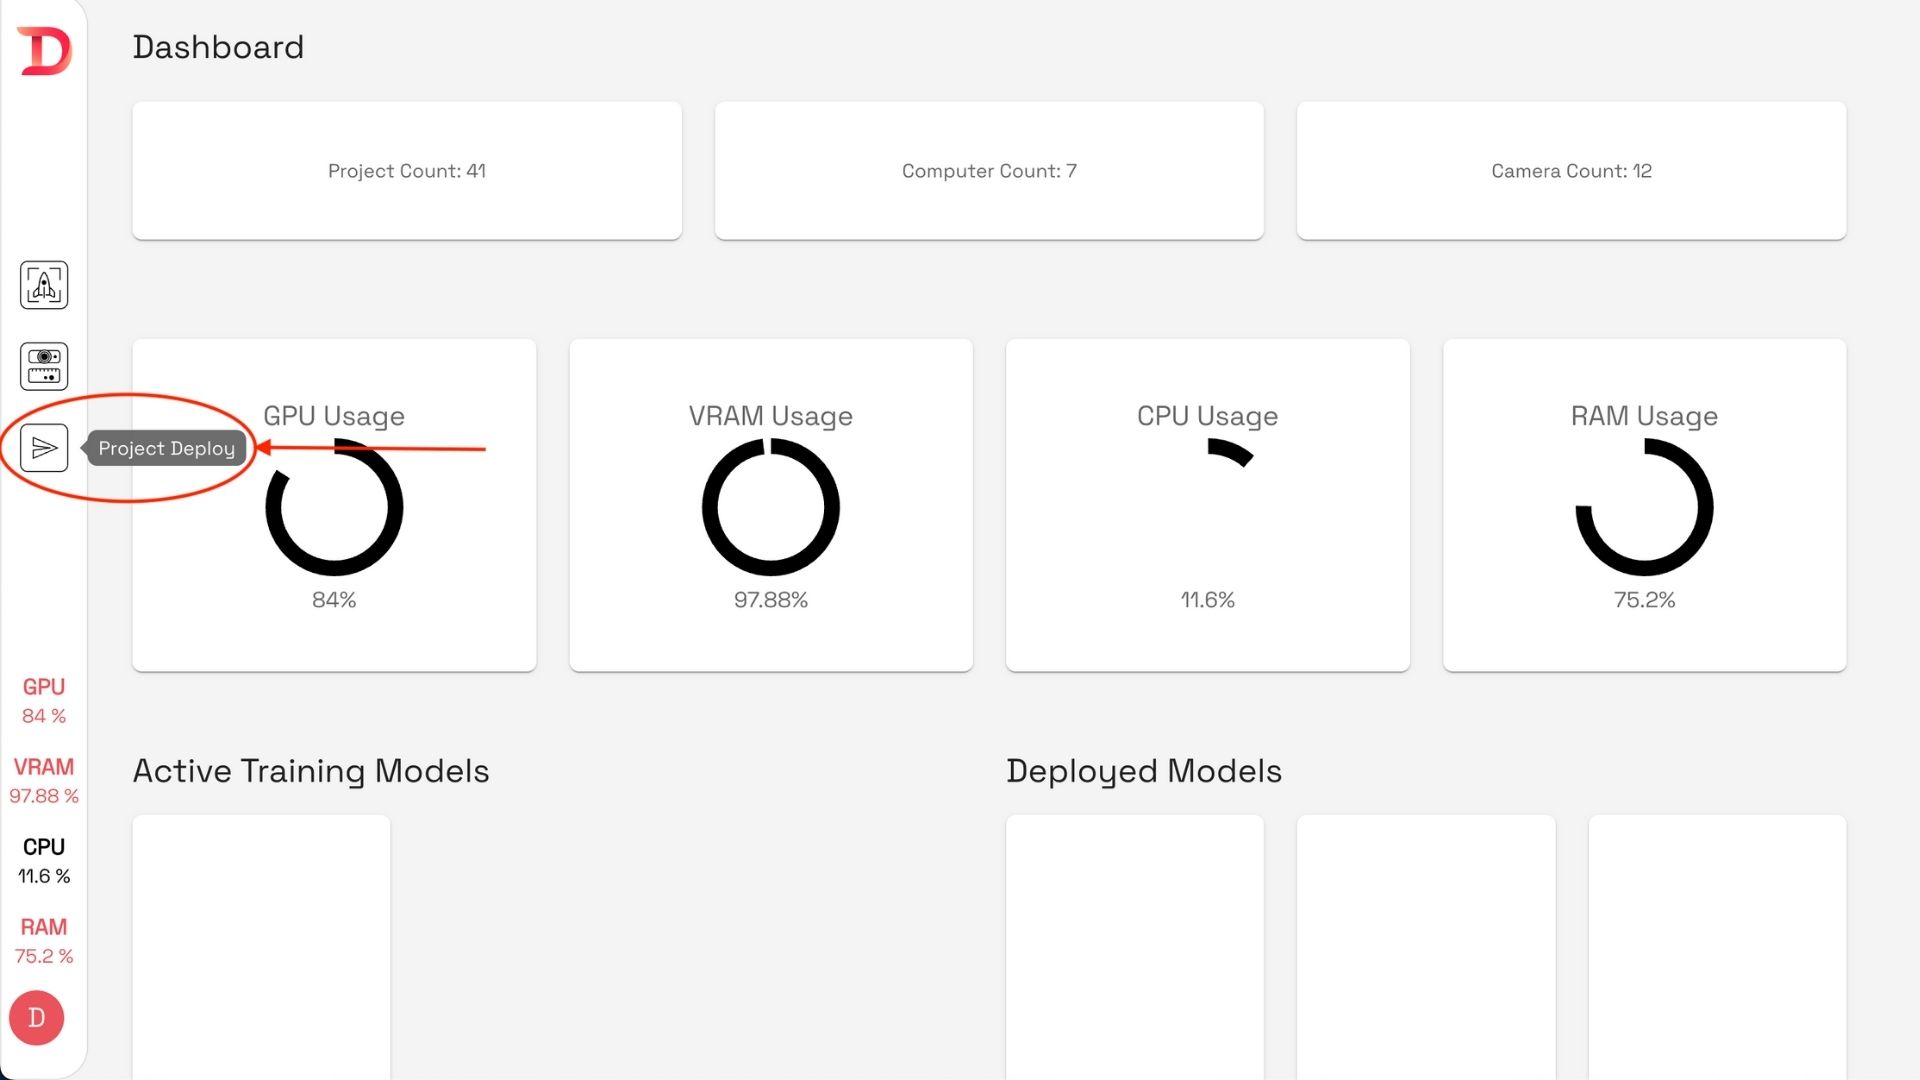 D
Dashboard
Project Count: 41
Computer Count: 7
Camera Count: 12
Project Deploy
GPU Usage
84%
VRAM Usage
97.88%
CPU Usage
11.6%
RAM Usage
75.2%
GPU
84 %
VRAM
97.88 %
CPU
11.6 %
RAM
75.2 %
D
Active Training Models
Deployed Models